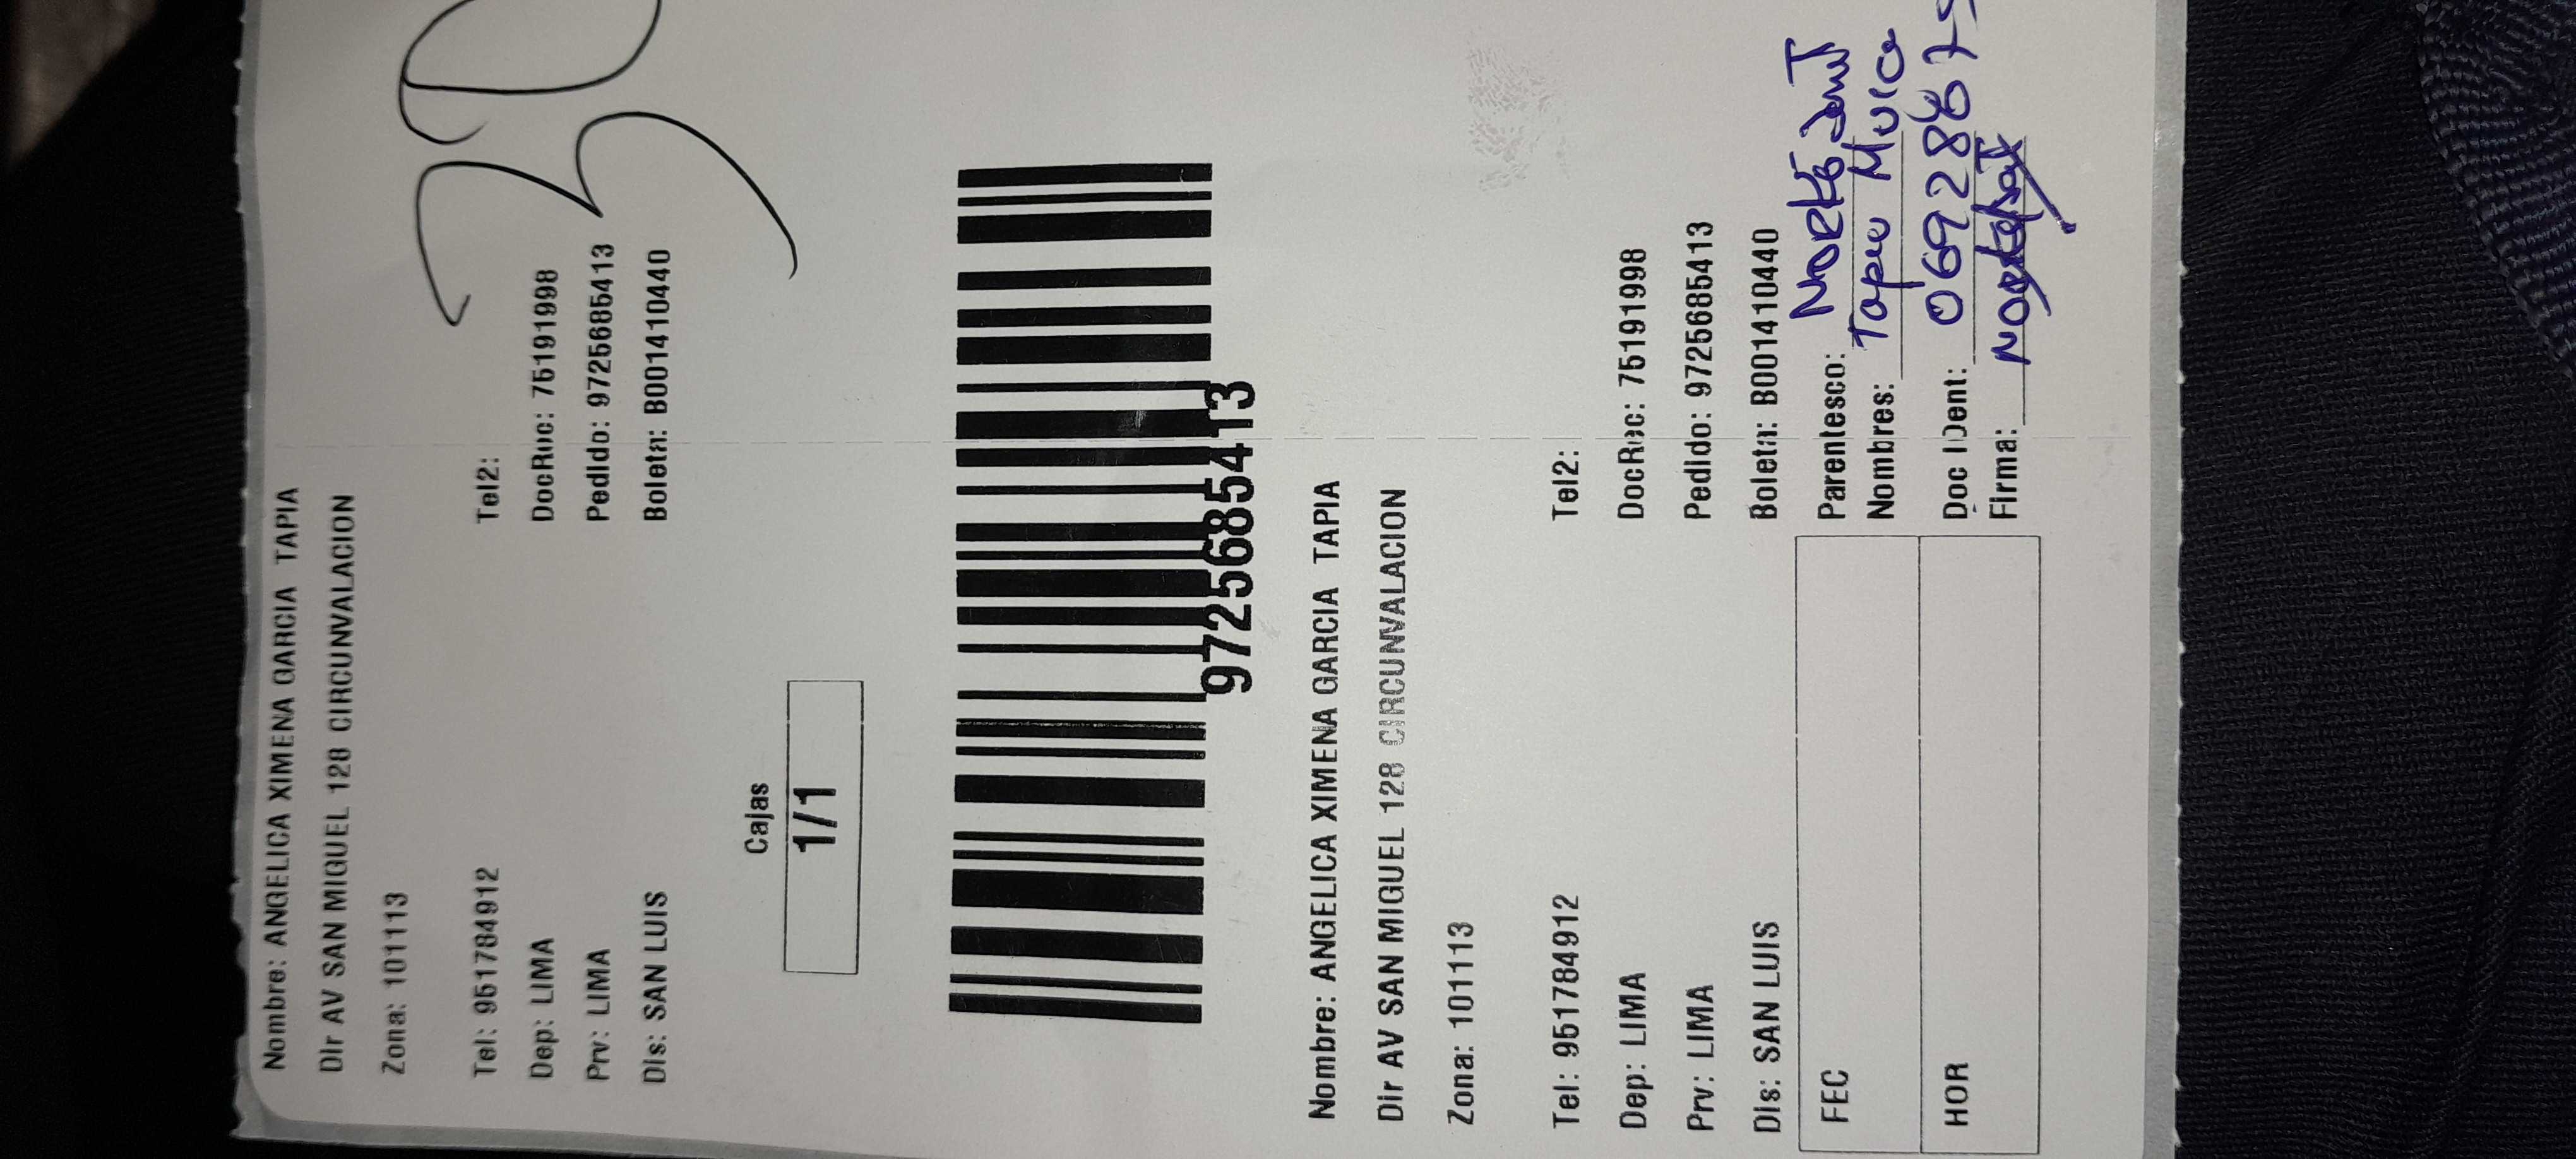 Nombre: ANGELICA XIMENA GARCIA TAPIA
Dir AV SAN MIGUEL 128 CIRCUNVALACION
Zona: 101113
Tel: 951784912 Tel2:
Dep: LIMA DocRuc: 75191998
Prv: LIMA Pedido: 9725685413
Dis: SAN LUIS Boleta: B001410440
Cajas
1/1
9725685413
Nombre: ANGELICA XIMENA GARCIA TAPIA
Dir AV SAN MIGUEL 128 CIRCUNVALACION
Zona: 101113
Tel: 951784912 Tel2:
Dep: LIMA DocRuc: 75191998
Prv: LIMA Pedido: 9725685413
Dis: SAN LUIS Boleta: B001410440
FEC Parentesco:
Nombres:
HOR Doc IDent:
Firma: